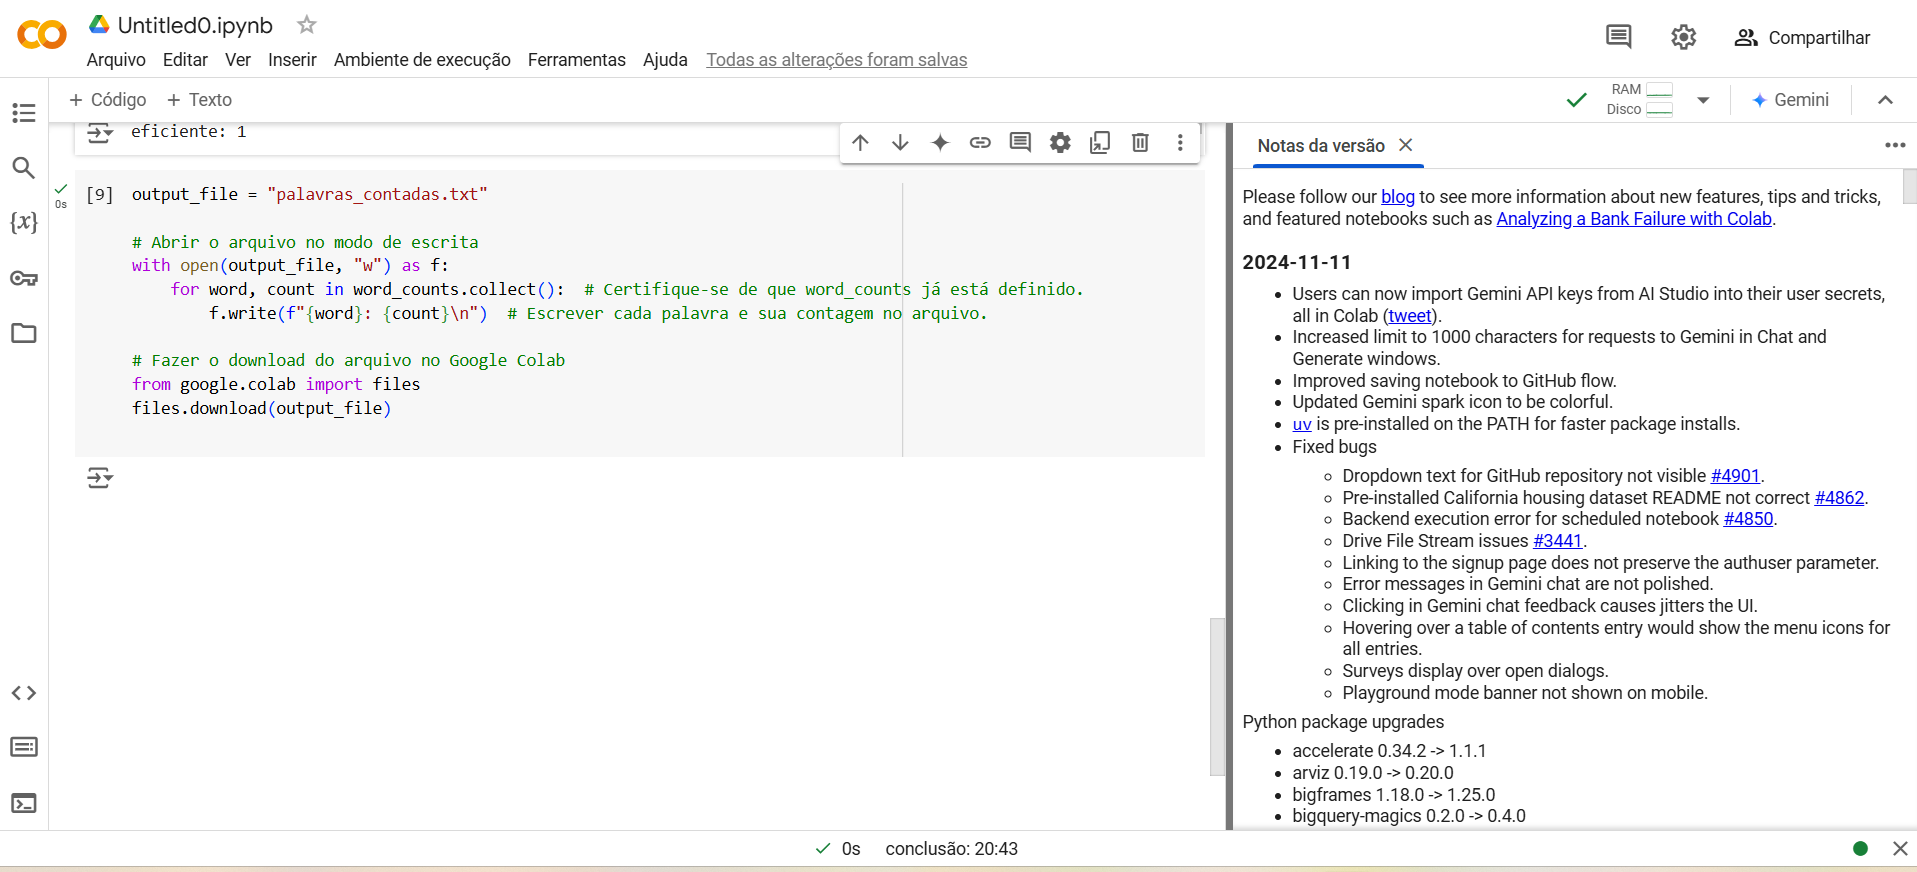 Untitled0.ipynb
Arquivo Editar Ver Inserir Ambiente de execução Ferramentas Ajuda Todas as alterações foram salvas
Compartilhar
+ Código + Texto
RAM
Disco
Gemini
eficiente: 1
0s
[9] output_file = "palavras_contadas.txt"
# Abrir o arquivo no modo de escrita
with open(output_file, "w") as f:
    for word, count in word_counts.collect():  # Certifique-se de que word_counts já está definido.
        f.write(f"{word}: {count}\n")  # Escrever cada palavra e sua contagem no arquivo.
# Fazer o download do arquivo no Google Colab
from google.colab import files
files.download(output_file)
Notas da versão
Please follow our blog to see more information about new features, tips and tricks,
and featured notebooks such as Analyzing a Bank Failure with Colab.
2024-11-11
Users can now import Gemini API keys from AI Studio into their user secrets,
all in Colab (tweet).
Increased limit to 1000 characters for requests to Gemini in Chat and
Generate windows.
Improved saving notebook to GitHub flow.
Updated Gemini spark icon to be colorful.
uv is pre-installed on the PATH for faster package installs.
Fixed bugs
Dropdown text for GitHub repository not visible #4901.
Pre-installed California housing dataset README not correct #4862.
Backend execution error for scheduled notebook #4850.
Drive File Stream issues #3441.
Linking to the signup page does not preserve the authuser parameter.
Error messages in Gemini chat are not polished.
Clicking in Gemini chat feedback causes jitters the UI.
Hovering over a table of contents entry would show the menu icons for
all entries.
Surveys display over open dialogs.
Playground mode banner not shown on mobile.
Python package upgrades
accelerate 0.34.2 -> 1.1.1
arviz 0.19.0 -> 0.20.0
bigframes 1.18.0 -> 1.25.0
bigquery-magics 0.2.0 -> 0.4.0
0s conclusão: 20:43